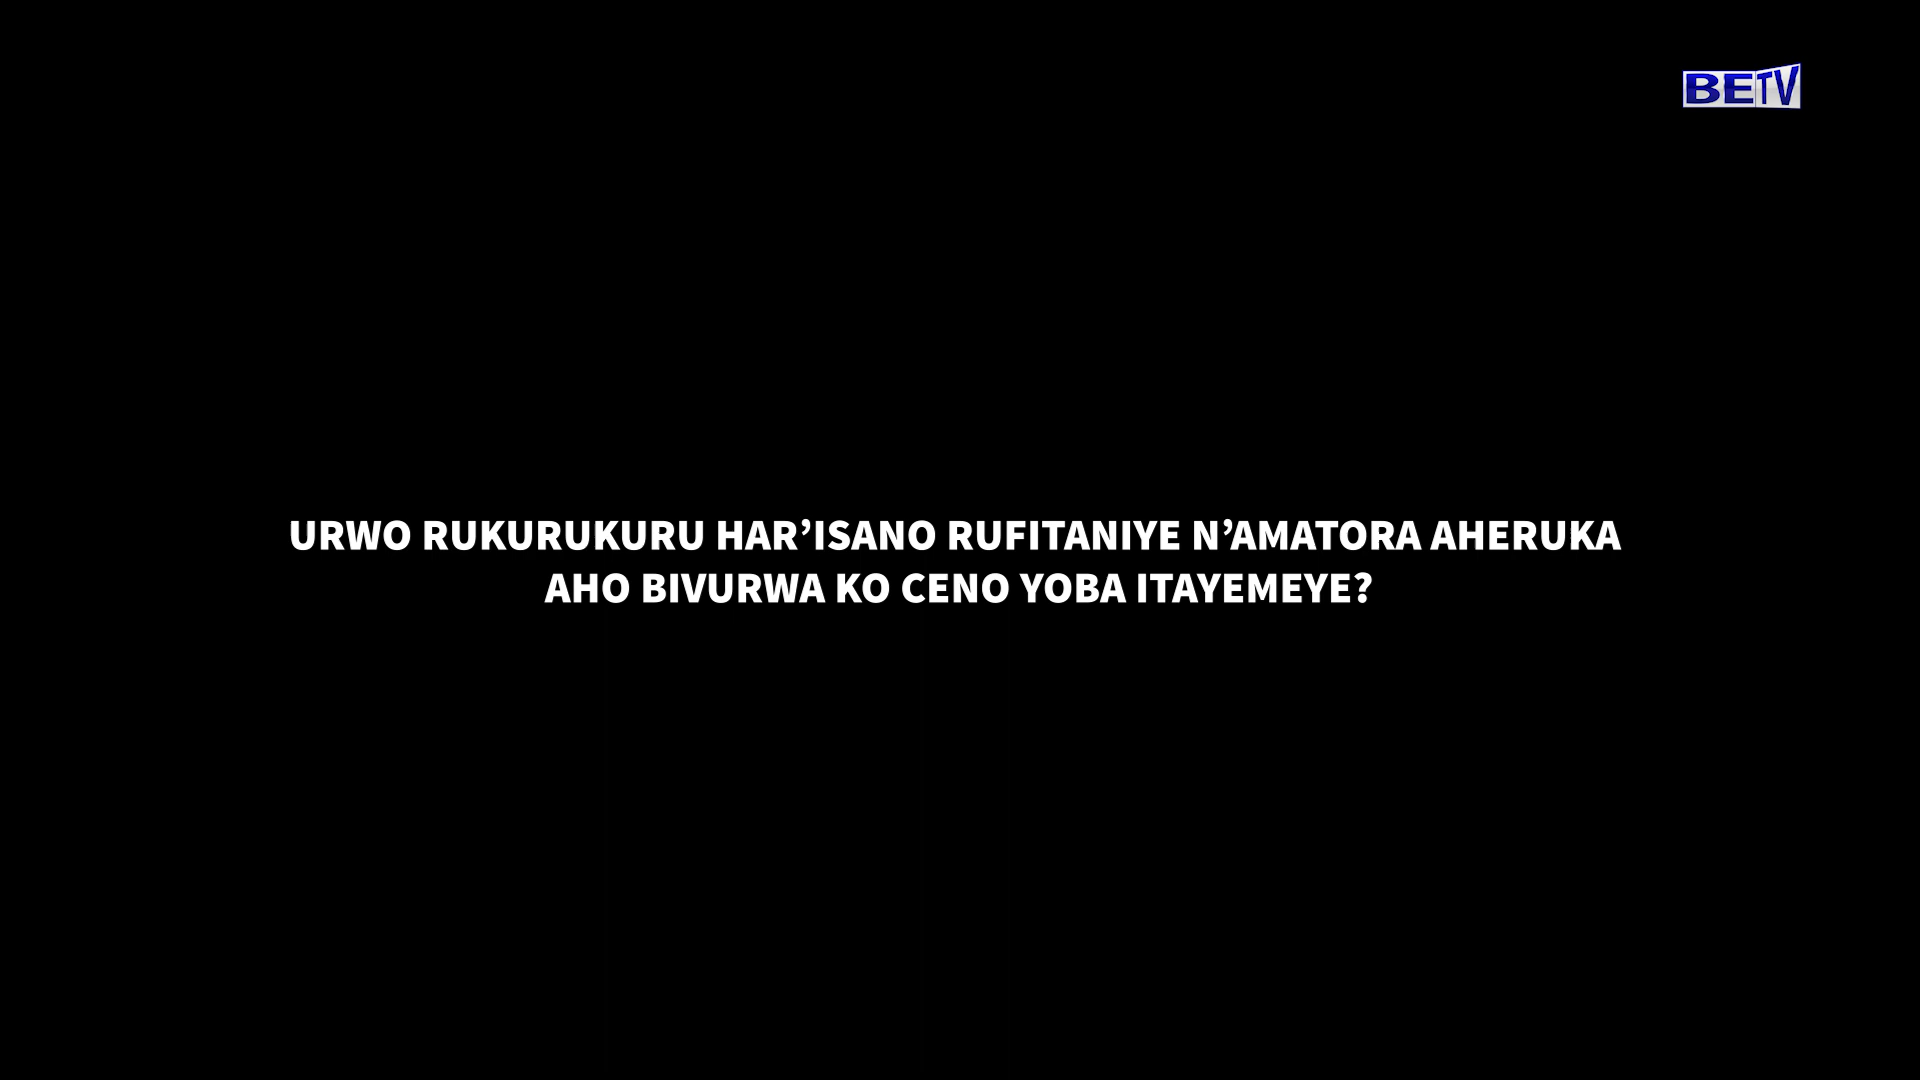 BETV
URWO RUKURUKURU HAR’ISANO RUFITANIYE N’AMATORA AHERUKA
AHO BIVURWA KO CENO YOBA ITAYEMEYE?